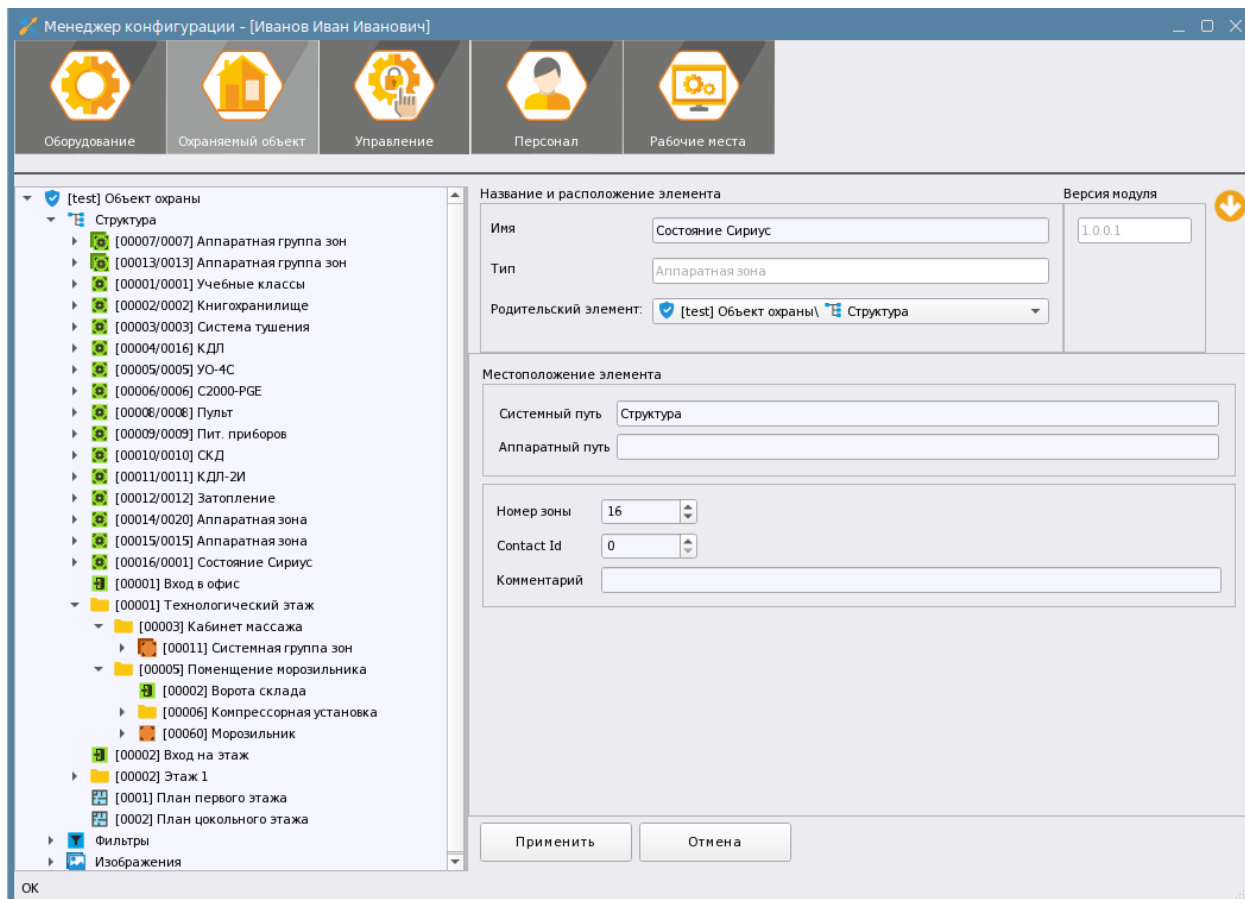 Менеджер конфигурации - [Иванов Иван Иванович]
Оборудование
Охраняемый объект
Управление
Персонал
Рабочие места
[test] Объект охраны
Структура
[00007/0007] Аппаратная группа зон
[00013/0013] Аппаратная группа зон
[00001/0001] Учебные классы
[00002/0002] Книгохранилище
[00003/0003] Система тушения
[00004/0016] КДЛ
[00005/0005] УО-4С
[00006/0006] С2000-PGE
[00008/0008] Пульт
[00009/0009] Пит. приборов
[00010/0010] СКД
[00011/0011] КДЛ-2И
[00012/0012] Затопление
[00014/0020] Аппаратная зона
[00015/0015] Аппаратная зона
[00016/0001] Состояние Сириус
[00001] Вход в офис
[00001] Технологический этаж
[00003] Кабинет массажа
[00011] Системная группа зон
[00005] Поменщение морозильника
[00002] Ворота склада
[00006] Компрессорная установка
[00060] Морозильник
[00002] Вход на этаж
[00002] Этаж 1
[0001] План первого этажа
[0002] План цокольного этажа
Фильтры
Изображения
Название и расположение элемента
Версия модуля
Имя
Состояние Сириус
1.0.0.1
Тип
Аппаратная зона
Родительский элемент:
[test] Объект охраны\ Структура
Местоположение элемента
Системный путь
Структура
Аппаратный путь
Номер зоны
16
Contact Id
0
Комментарий
Применить
Отмена
OK